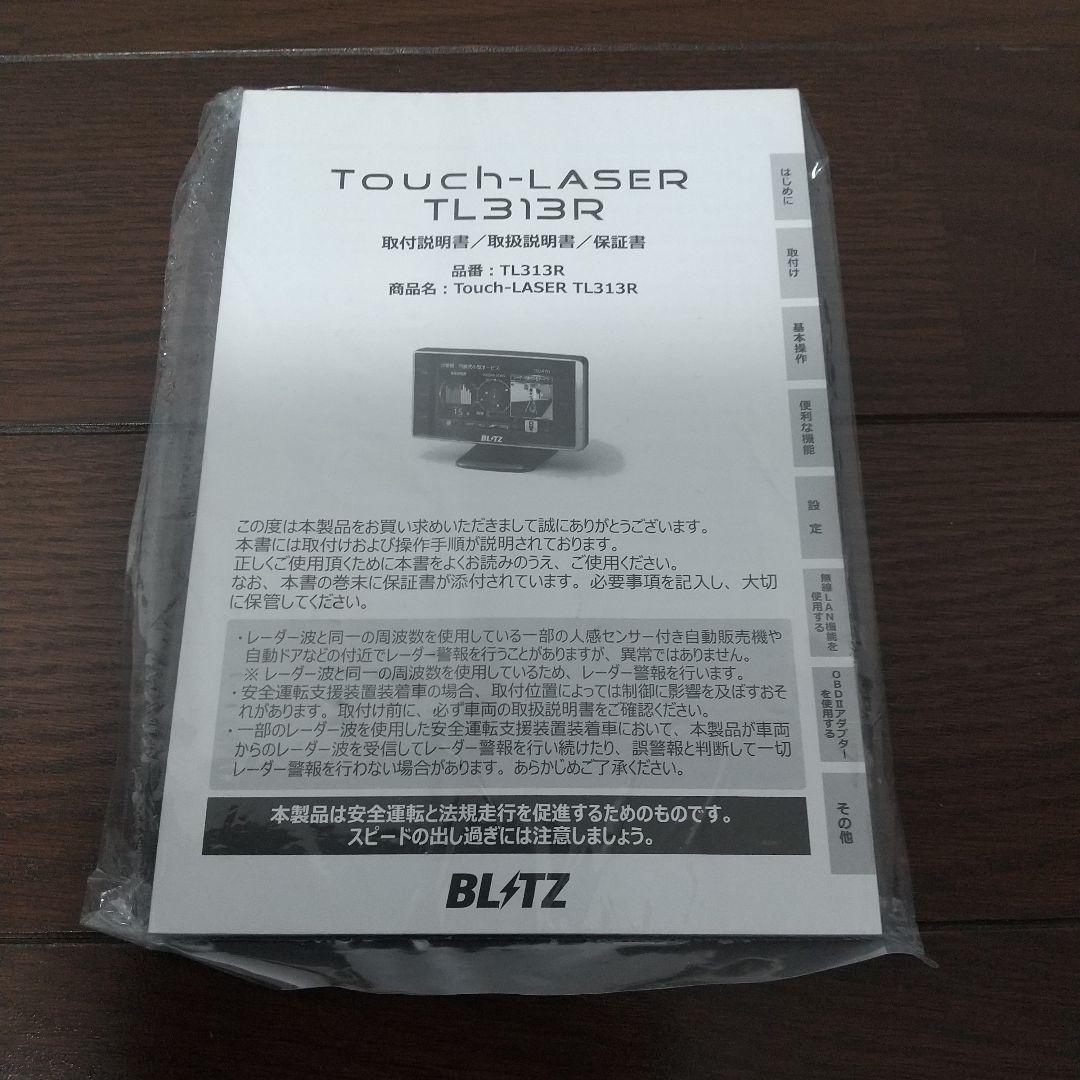 Touch-LASER
TL313R
取付説明書／取扱説明書／保証書
品番：TL313R
商品名：Touch-LASER TL313R
BLITZ
この度は本製品をお買い求めいただきまして誠にありがとうございます。
本書には取付けおよび操作手順が説明されております。
正しくご使用頂くために本書をよくお読みのうえ、ご使用ください。
なお、本書の巻末に保証書が添付されています。必要事項を記入し、大切
に保管してください。
・レーダー波と同一の周波数を使用している一部の人感センサー付き自動販売機や
自動ドアなどの付近でレーダー警報を行うことがありますが、異常ではありません。
※ レーダー波と同一の周波数を使用しているため、レーダー警報を行います。
・安全運転支援装置装着車の場合、取付位置によっては制御に影響を及ぼすおそ
れがあります。取付け前に、必ず車両の取扱説明書をご確認ください。
・一部のレーダー波を使用した安全運転支援装置装着車において、本製品が車両
からのレーダー波を受信してレーダー警報を行い続けたり、誤警報と判断して一切
レーダー警報を行わない場合があります。あらかじめご了承ください。
本製品は安全運転と法規走行を促進するためのものです。
スピードの出し過ぎには注意しましょう。
BLITZ
はじめに
取付け
基本操作
便利な機能
設 定
無線LAN機能を
使用する
OBDⅡアダプター
を使用する
その他